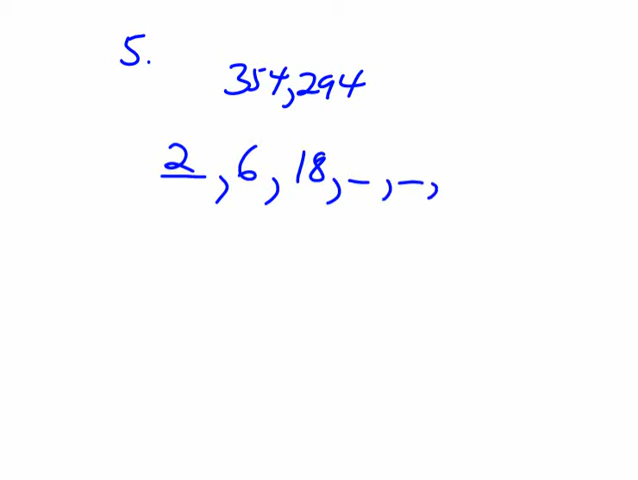 5.
354,294
2, 6, 18, _, _,